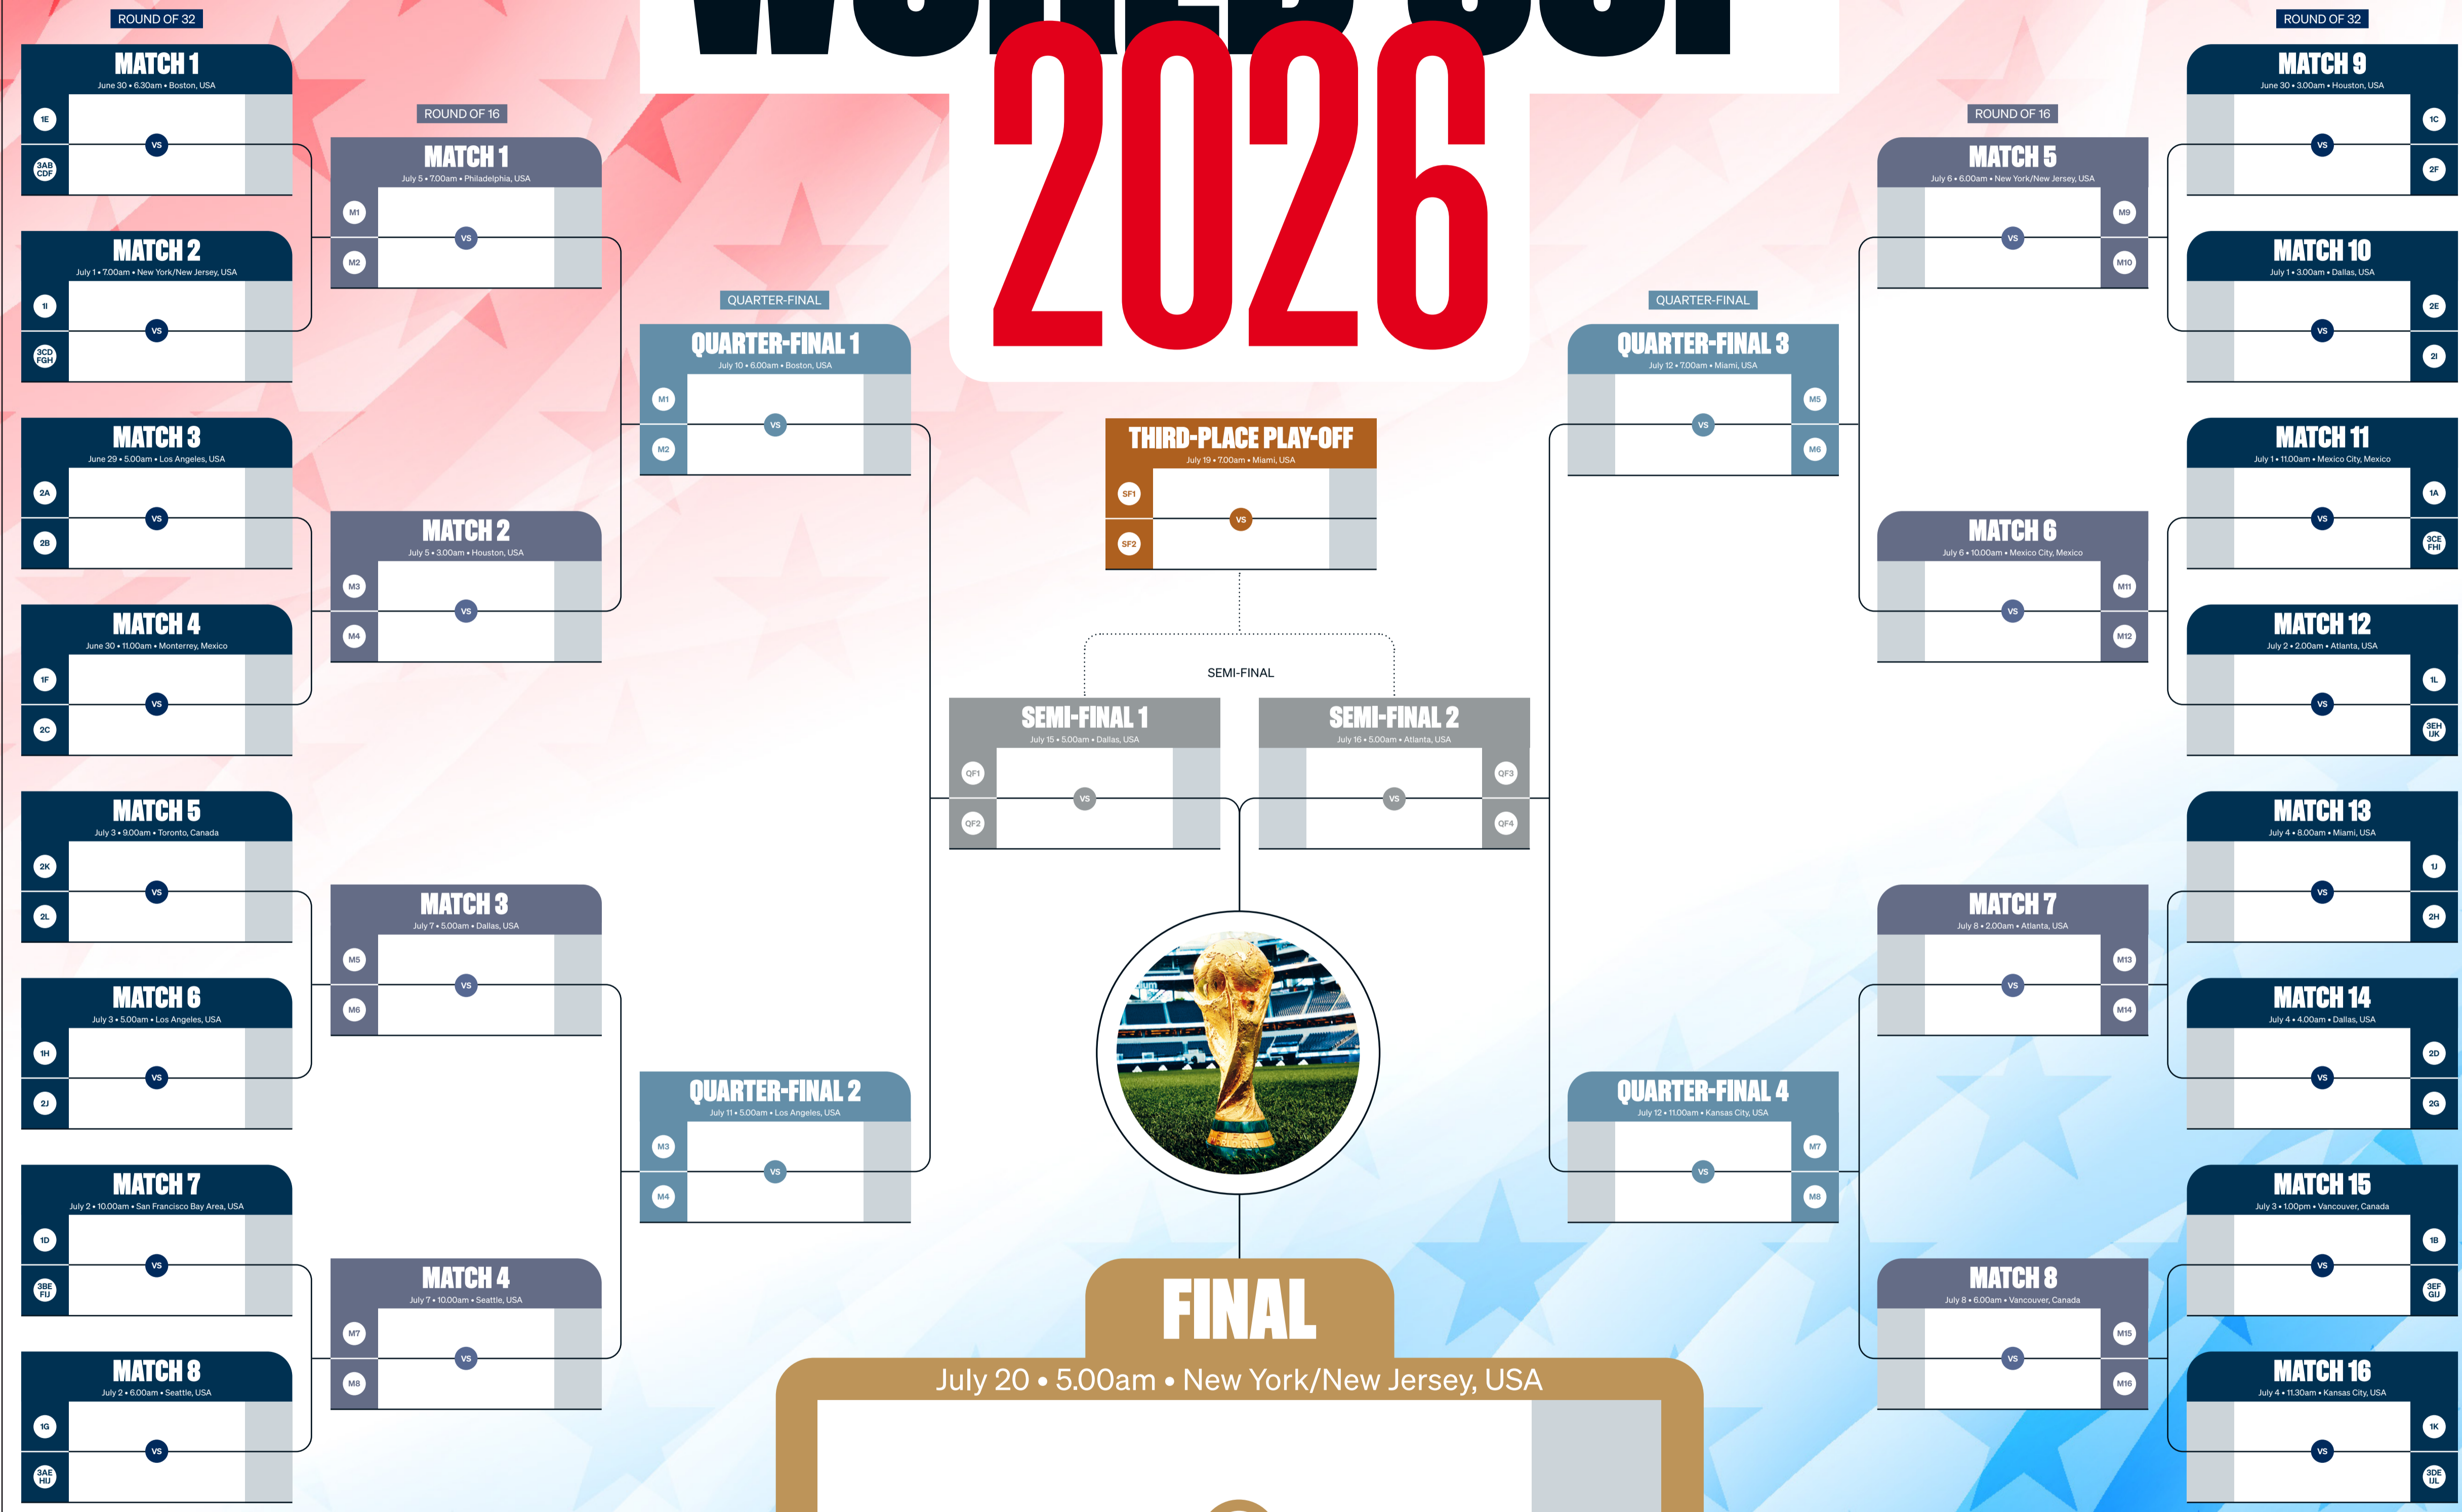 WORLD CUP
2026
ROUND OF 32
MATCH 1
June 30 • 6.30am • Boston, USA
1E
VS
3AB
CDF
MATCH 2
July 1 • 7.00am • New York/New Jersey, USA
1I
VS
3CD
FGH
MATCH 3
June 29 • 5.00am • Los Angeles, USA
2A
VS
2B
MATCH 4
June 30 • 11.00am • Monterrey, Mexico
1F
VS
2C
MATCH 5
July 3 • 9.00am • Toronto, Canada
2K
VS
2L
MATCH 6
July 3 • 5.00am • Los Angeles, USA
1H
VS
2J
MATCH 7
July 2 • 10.00am • San Francisco Bay Area, USA
1D
VS
3BE
FIJ
MATCH 8
July 2 • 6.00am • Seattle, USA
1G
VS
3AE
HIJ
ROUND OF 16
MATCH 1
July 5 • 7.00am • Philadelphia, USA
M1
VS
M2
MATCH 2
July 5 • 3.00am • Houston, USA
M3
VS
M4
MATCH 3
July 7 • 5.00am • Dallas, USA
M5
VS
M6
MATCH 4
July 7 • 10.00am • Seattle, USA
M7
VS
M8
QUARTER-FINAL
QUARTER-FINAL 1
July 10 • 6.00am • Boston, USA
M1
VS
M2
QUARTER-FINAL 2
July 11 • 5.00am • Los Angeles, USA
M3
VS
M4
THIRD-PLACE PLAY-OFF
July 19 • 7.00am • Miami, USA
SF1
VS
SF2
SEMI-FINAL
SEMI-FINAL 1
July 15 • 5.00am • Dallas, USA
QF1
VS
QF2
SEMI-FINAL 2
July 16 • 5.00am • Atlanta, USA
QF3
VS
QF4
FINAL
July 20 • 5.00am • New York/New Jersey, USA
QUARTER-FINAL
QUARTER-FINAL 3
July 12 • 7.00am • Miami, USA
M5
VS
M6
QUARTER-FINAL 4
July 12 • 11.00am • Kansas City, USA
M7
VS
M8
ROUND OF 16
MATCH 5
July 6 • 6.00am • New York/New Jersey, USA
M9
VS
M10
MATCH 6
July 6 • 10.00am • Mexico City, Mexico
M11
VS
M12
MATCH 7
July 8 • 2.00am • Atlanta, USA
M13
VS
M14
MATCH 8
July 8 • 6.00am • Vancouver, Canada
M15
VS
M16
ROUND OF 32
MATCH 9
June 30 • 3.00am • Houston, USA
1C
VS
2F
MATCH 10
July 1 • 3.00am • Dallas, USA
2E
VS
2I
MATCH 11
July 1 • 11.00am • Mexico City, Mexico
1A
VS
3CE
FHI
MATCH 12
July 2 • 2.00am • Atlanta, USA
1L
VS
3EH
IJK
MATCH 13
July 4 • 8.00am • Miami, USA
1J
VS
2H
MATCH 14
July 4 • 4.00am • Dallas, USA
2D
VS
2G
MATCH 15
July 3 • 1.00pm • Vancouver, Canada
1B
VS
3EF
GIJ
MATCH 16
July 4 • 11.30am • Kansas City, USA
1K
VS
3DE
IJL